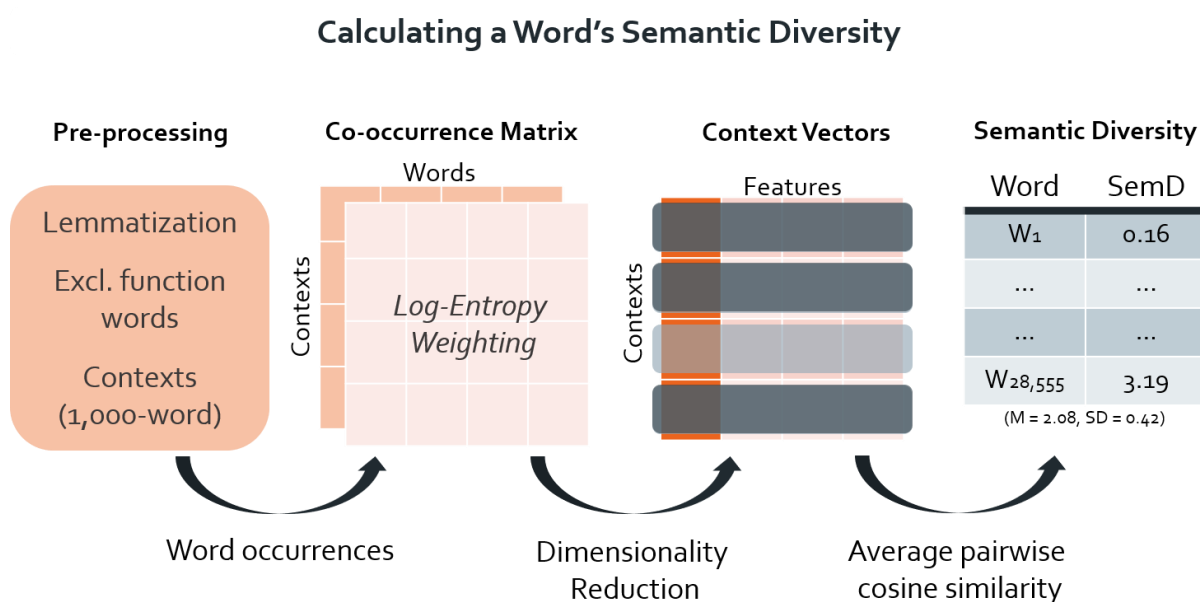 Calculating a Word's Semantic Diversity
Pre-processing
Lemmatization
Excl. function
words
Contexts
(1,000-word)
Co-occurrence Matrix
Words
Contexts
Log-Entropy
Weighting
Context Vectors
Features
Contexts
Semantic Diversity
Word SemD
W1 0.16
... ...
... ...
W28,555 3.19
(M = 2.08, SD = 0.42)
Word occurrences
Dimensionality
Reduction
Average pairwise
cosine similarity